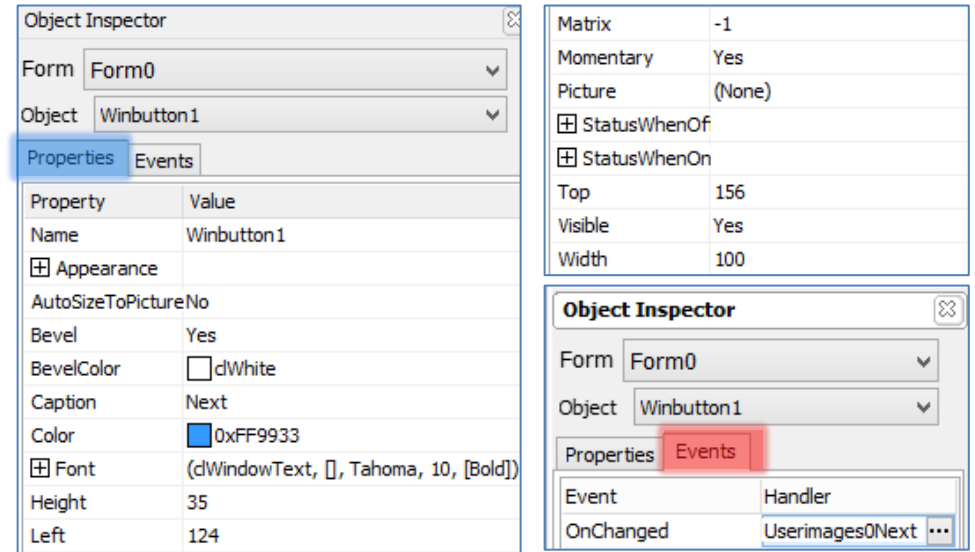 Object Inspector
Form Form0
Object Winbutton1
Properties Events
Property Value
Name Winbutton1
Appearance
AutoSizeToPicture No
Bevel Yes
BevelColor clWhite
Caption Next
Color 0xFF9933
Font (clWindowText, [], Tahoma, 10, [Bold])
Height 35
Left 124
Matrix -1
Momentary Yes
Picture (None)
StatusWhenOf
StatusWhenOn
Top 156
Visible Yes
Width 100
Object Inspector
Form Form0
Object Winbutton1
Properties Events
Event Handler
OnChanged Userimages0Next ...